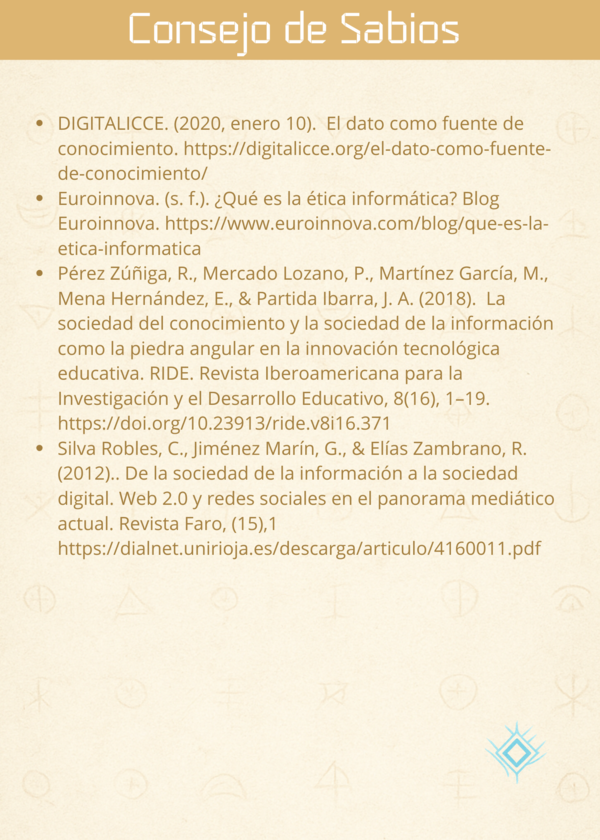 Consejo de Sabios
• DIGITALICCE. (2020, enero 10).  El dato como fuente de
conocimiento. https://digitalicce.org/el-dato-como-fuente-
de-conocimiento/
• Euroinnova. (s. f.). ¿Qué es la ética informática? Blog
Euroinnova. https://www.euroinnova.com/blog/que-es-la-
etica-informatica
• Pérez Zúñiga, R., Mercado Lozano, P., Martínez García, M.,
Mena Hernández, E., & Partida Ibarra, J. A. (2018).  La
sociedad del conocimiento y la sociedad de la información
como la piedra angular en la innovación tecnológica
educativa. RIDE. Revista Iberoamericana para la
Investigación y el Desarrollo Educativo, 8(16), 1–19.
https://doi.org/10.23913/ride.v8i16.371
• Silva Robles, C., Jiménez Marín, G., & Elías Zambrano, R.
(2012).. De la sociedad de la información a la sociedad
digital. Web 2.0 y redes sociales en el panorama mediático
actual. Revista Faro, (15),1
https://dialnet.unirioja.es/descarga/articulo/4160011.pdf